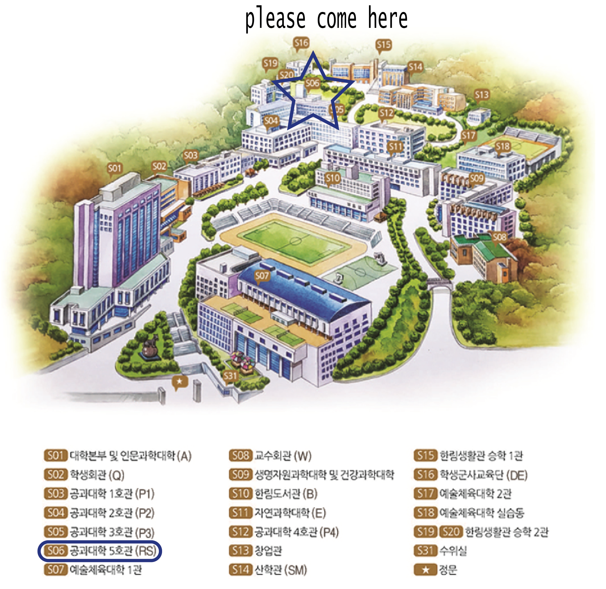 please come here
S16
S15
S19
S14
S20
S06
S13
S05
S12
S04
S17
S11
S18
S03
S01
S02
S10
S09
S08
S07
S31
★
S01 대학본부 및 인문과학대학 (A)
S02 학생회관 (Q)
S03 공과대학 1호관 (P1)
S04 공과대학 2호관 (P2)
S05 공과대학 3호관 (P3)
S06 공과대학 5호관 (RS)
S07 예술체육대학 1관
S08 교수회관 (W)
S09 생명자원과학대학 및 건강과학대학
S10 한림도서관 (B)
S11 자연과학대학 (E)
S12 공과대학 4호관 (P4)
S13 창업관
S14 산학관 (SM)
S15 한림생활관 승학 1관
S16 학생군사교육단 (DE)
S17 예술체육대학 2관
S18 예술체육대학 실습동
S19 S20 한림생활관 승학 2관
S31 수위실
★ 정문